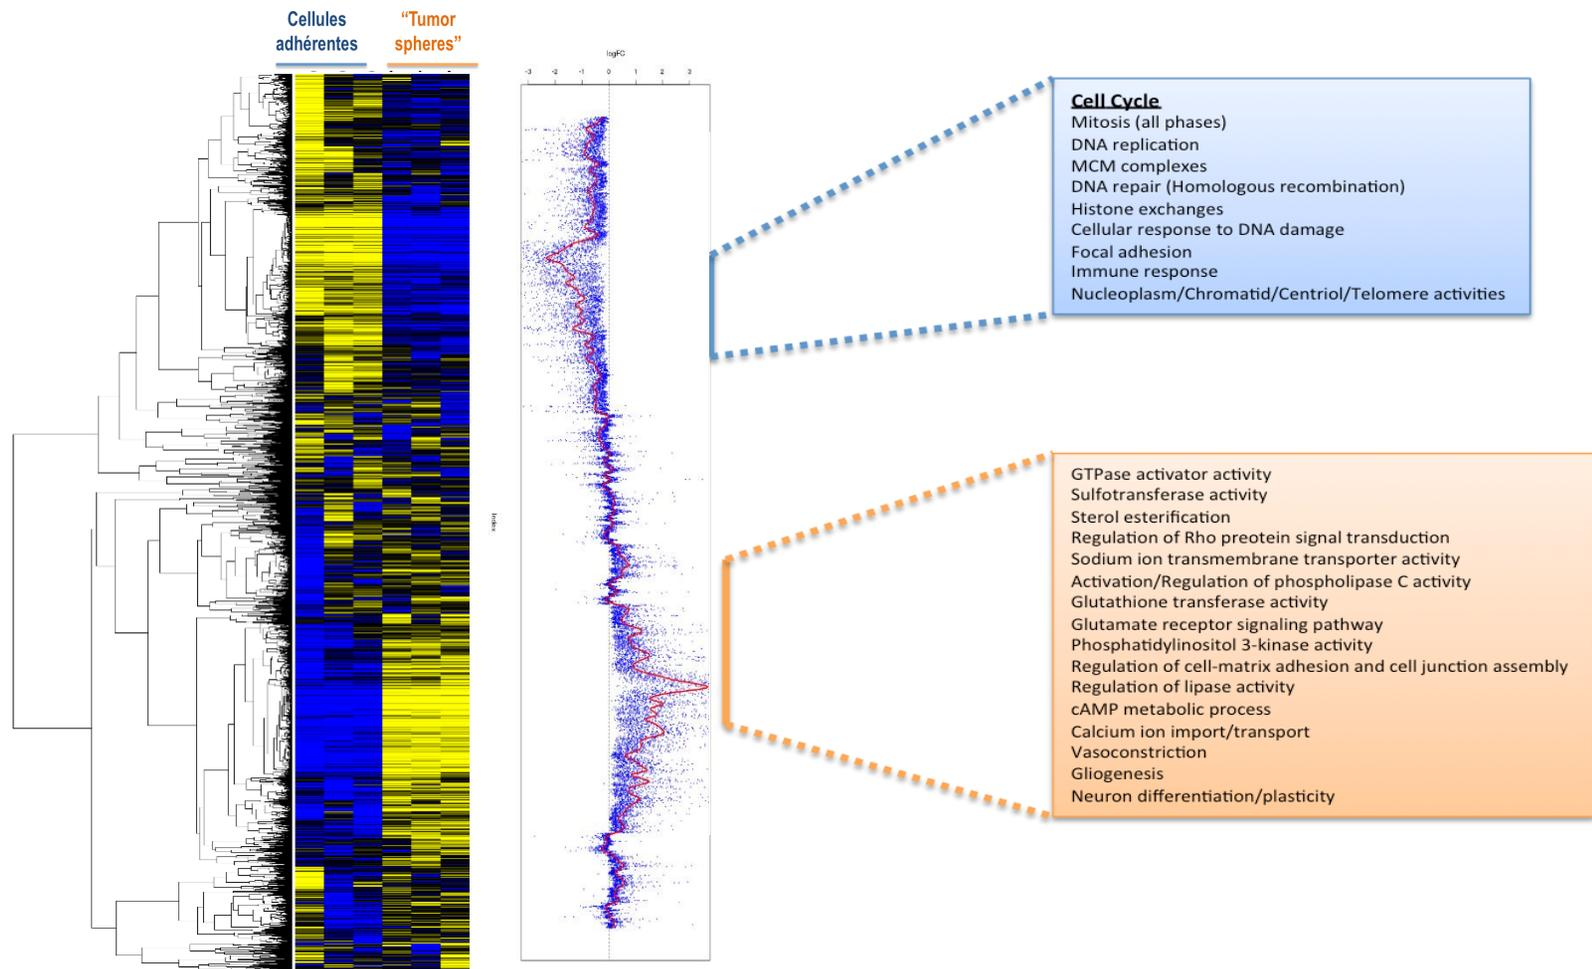 Cellules
adhérentes
“Tumor
spheres”
logFC
-3 -2 -1 0 1 2 3
Index
Cell Cycle
Mitosis (all phases)
DNA replication
MCM complexes
DNA repair (Homologous recombination)
Histone exchanges
Cellular response to DNA damage
Focal adhesion
Immune response
Nucleoplasm/Chromatid/Centriol/Telomere activities
GTPase activator activity
Sulfotransferase activity
Sterol esterification
Regulation of Rho preotein signal transduction
Sodium ion transmembrane transporter activity
Activation/Regulation of phospholipase C activity
Glutathione transferase activity
Glutamate receptor signaling pathway
Phosphatidylinositol 3-kinase activity
Regulation of cell-matrix adhesion and cell junction assembly
Regulation of lipase activity
cAMP metabolic process
Calcium ion import/transport
Vasoconstriction
Gliogenesis
Neuron differentiation/plasticity